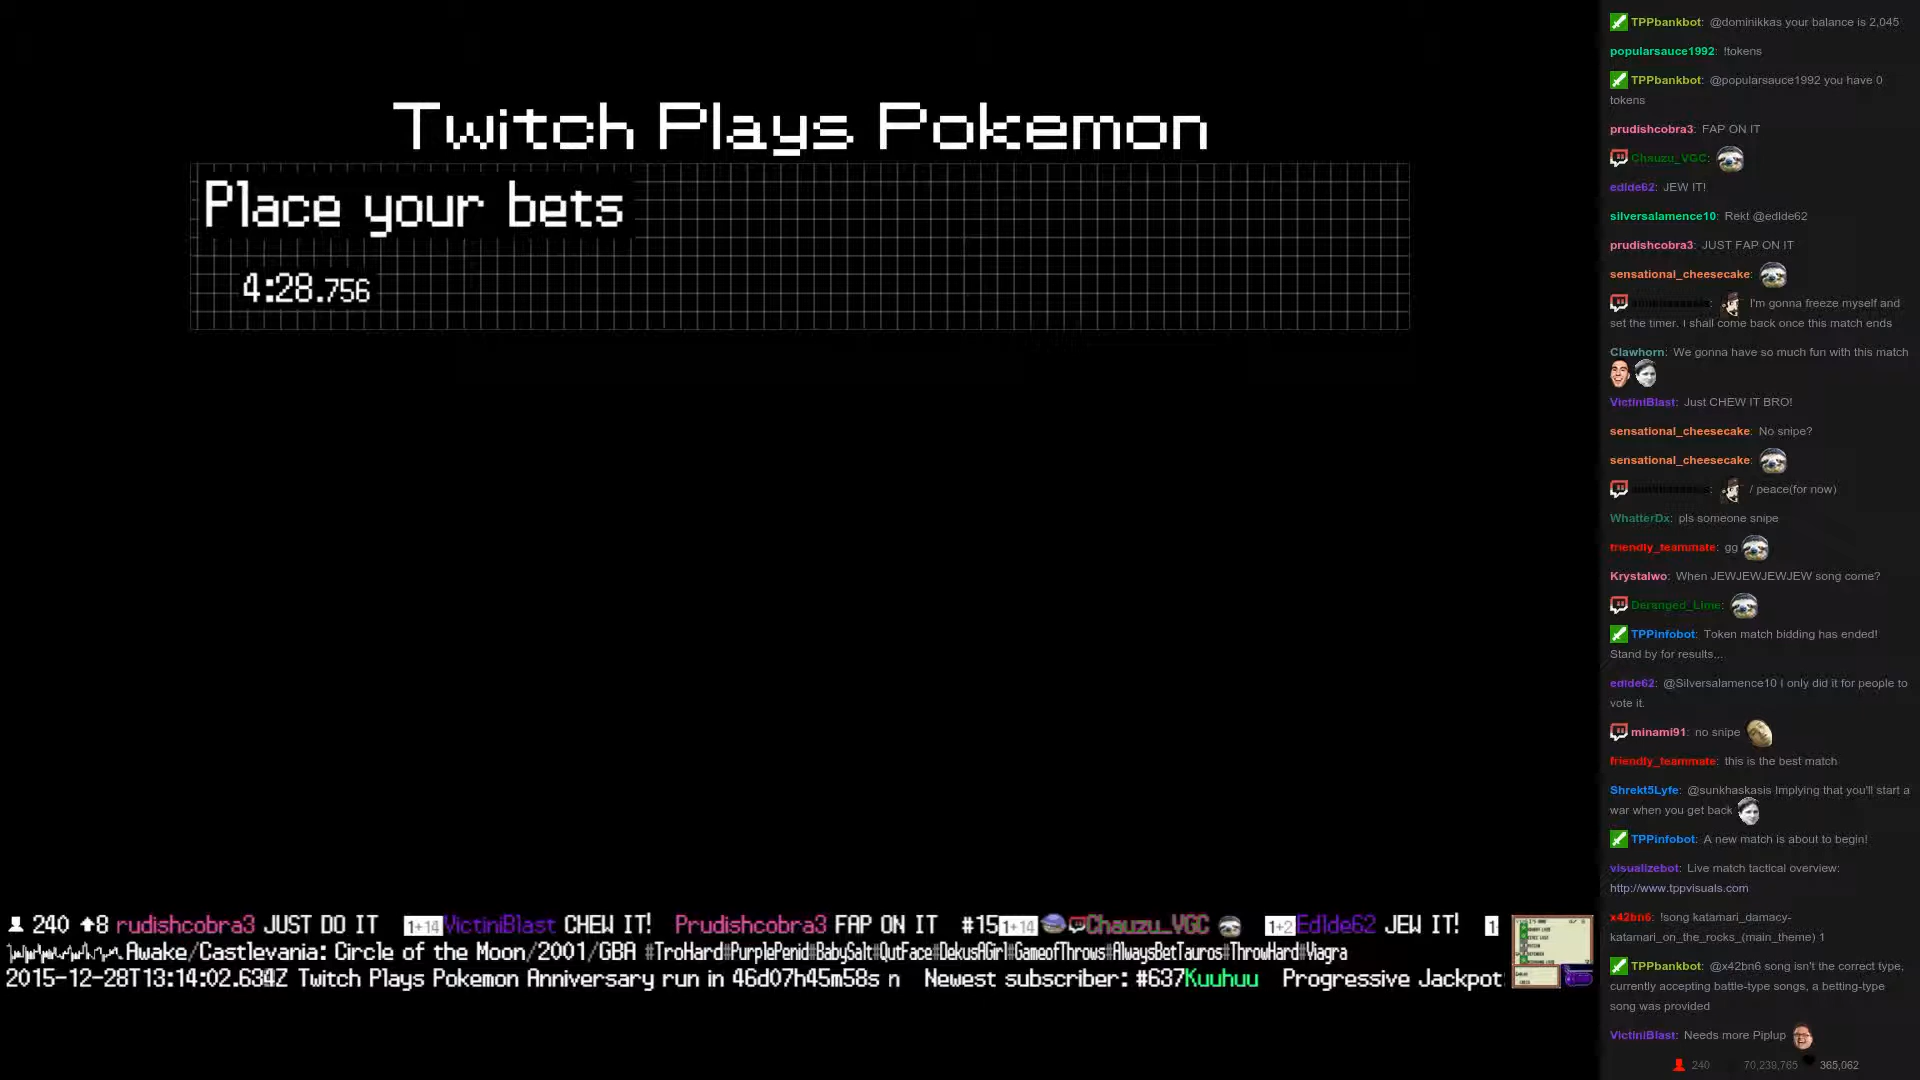 Twitch Plays Pokemon
Place your bets
4:28.756
240 8 rudishcobra3 JUST DO IT 1+14 VictiniBlast CHEW IT! Prudishcobra3 FAP ON IT #15 1+14 Chauzu_VGC 1+2 EdIde62 JEW IT! 1
Awake/Castlevania: Circle of the Moon/2001/GBA #TroHard#PurplePenid#BabySalt#QutFace#DekusAGirl#GameofThrows#AlwaysBetTauros#ThrowHard#Viagra
2015-12-28T13:14:02.634Z Twitch Plays Pokemon Anniversary run in 46d07h45m58s n Newest subscriber: #637Kuuhuu Progressive Jackpot:
TPPbankbot: @dominikkas your balance is 2,045
popularsauce1992: !tokens
TPPbankbot: @popularsauce1992 you have 0
tokens
prudishcobra3: FAP ON IT
Chauzu_VGC:
edide62: JEW IT!
silversalamence10: Rekt @edlde62
prudishcobra3: JUST FAP ON IT
sensational_cheesecake:
: I'm gonna freeze myself and
set the timer. I shall come back once this match ends
Clawhorn: We gonna have so much fun with this match
VictiniBlast: Just CHEW IT BRO!
sensational_cheesecake: No snipe?
sensational_cheesecake:
: / peace(for now)
WhatterDx: pls someone snipe
friendly_teammate: gg
Krystalwo: When JEWJEWJEWJEW song come?
Deranged_Lime:
TPPinfobot: Token match bidding has ended!
Stand by for results...
edide62: @Silversalamence10 I only did it for people to
vote it.
minami91: no snipe
friendly_teammate: this is the best match
Shrekt5Lyfe: @sunkhaskasis Implying that you'll start a
war when you get back
TPPinfobot: A new match is about to begin!
visualizebot: Live match tactical overview:
http://www.tppvisuals.com
x42bn6: !song katamari_damacy-
katamari_on_the_rocks_(main_theme) 1
TPPbankbot: @x42bn6 song isn't the correct type,
currently accepting battle-type songs, a betting-type
song was provided
VictiniBlast: Needs more Piplup
240 70,239,765 365,062